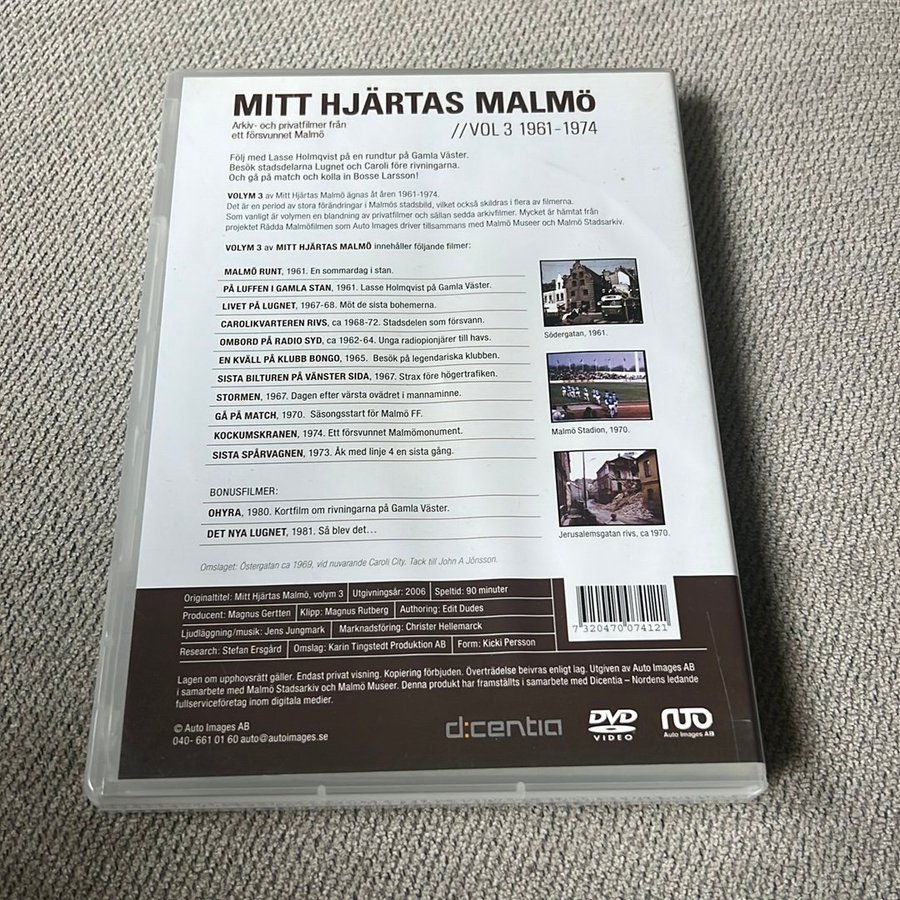 MITT HJÄRTAS MALMÖ
Arkiv- och privatfilmer från
ett försvunnet Malmö
//VOL 3 1961-1974
Följ med Lasse Holmqvist på en rundtur på Gamla Väster.
Besök stadsdelarna Lugnet och Caroli före rivningarna.
Och gå på match och kolla in Bosse Larsson!
VOLYM 3 av Mitt Hjärtas Malmö ägnas åt åren 1961-1974.
Det är en period av stora förändringar i Malmös stadsbild, vilket också skildras i flera av filmerna.
Som vanligt är volymen en blandning av privatfilmer och sällan sedda arkivfilmer. Mycket är hämtat från
projektet Rädda Malmöfilmen som Auto Images driver tillsammans med Malmö Museer och Malmö Stadsarkiv.
VOLYM 3 av MITT HJÄRTAS MALMÖ innehåller följande filmer:
MALMÖ RUNT, 1961. En sommardag i stan.
PÅ LUFFEN I GAMLA STAN, 1961. Lasse Holmqvist på Gamla Väster.
LIVET PÅ LUGNET, 1967-68. Möt de sista bohemerna.
CAROLIKVARTEREN RIVS, ca 1968-72. Stadsdelen som försvann.
OMBORD PÅ RADIO SYD, ca 1962-64. Unga radiopionjärer till havs.
EN KVÄLL PÅ KLUBB BONGO, 1965. Besök på legendariska klubben.
SISTA BILTUREN PÅ VÄNSTER SIDA, 1967. Strax före högertrafiken.
STORMEN, 1967. Dagen efter värsta ovädret i mannaminne.
GÅ PÅ MATCH, 1970. Säsongsstart för Malmö FF.
KOCKUMSKRANEN, 1974. Ett försvunnet Malmömonument.
SISTA SPÅRVAGNEN, 1973. Åk med linje 4 en sista gång.
Södergatan, 1961.
Malmö Stadion, 1970.
Jerusalemsgatan rivs, ca 1970.
BONUSFILMER:
OHYRA, 1980. Kortfilm om rivningarna på Gamla Väster.
DET NYA LUGNET, 1981. Så blev det...
Omslaget: Östergatan ca 1969, vid nuvarande Caroli City. Tack till John A Jönsson.
Originaltitel: Mitt Hjärtas Malmö, volym 3 Utgivningsår: 2006 Speltid: 90 minuter
Producent: Magnus Gertten Klipp: Magnus Rutberg Authoring: Edit Dudes
Ljudläggning/musik: Jens Jungmark Marknadsföring: Christer Hellemarck
Research: Stefan Ersgård Omslag: Karin Tingstedt Produktion AB Form: Kicki Persson
7 320470 074121
Lagen om upphovsrätt gäller. Endast privat visning. Kopiering förbjuden. Överträdelse beivras enligt lag. Utgiven av Auto Images AB
i samarbete med Malmö Stadsarkiv och Malmö Museer. Denna produkt har framställts i samarbete med Dicentia – Nordens ledande
fullserviceföretag inom digitala medier.
© Auto Images AB
040- 661 01 60 auto@autoimages.se
d:centia
DVD
VIDEO
AUTO
Auto Images AB